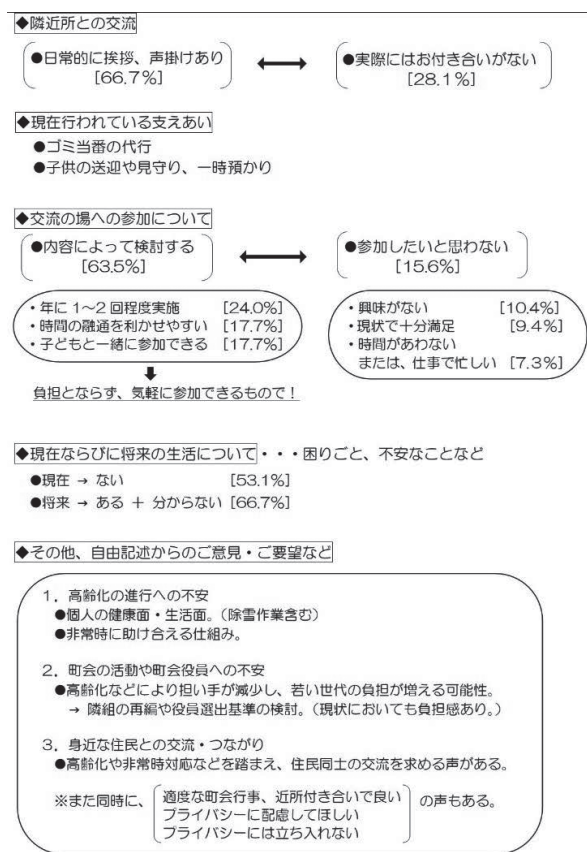 ◆隣近所との交流
●日常的に挨拶、声掛けあり
[66.7%]
●実際にはお付き合いがない
[28.1%]
◆現在行われている支えあい
●ゴミ当番の代行
●子供の送迎や見守り、一時預かり
◆交流の場への参加について
●内容によって検討する
[63.5%]
●参加したいと思わない
[15.6%]
・年に1~2回程度実施 [24.0%]
・時間の融通を利かせやすい [17.7%]
・子どもと一緒に参加できる [17.7%]
・興味がない [10.4%]
・現状で十分満足 [9.4%]
・時間があわない
または、仕事で忙しい [7.3%]
負担とならず、気軽に参加できるもので!
◆現在ならびに将来の生活について・・・困りごと、不安なことなど
●現在 → ない [53.1%]
●将来 → ある + 分からない [66.7%]
◆その他、自由記述からのご意見・ご要望など
1.高齢化の進行への不安
●個人の健康面・生活面。(除雪作業含む)
●非常時に助け合える仕組み。
2.町会の活動や町会役員への不安
●高齢化などにより担い手が減少し、若い世代の負担が増える可能性。
→ 隣組の再編や役員選出基準の検討。(現状においても負担感あり。)
3.身近な住民との交流・つながり
●高齢化や非常時対応などを踏まえ、住民同士の交流を求める声がある。
※また同時に、
適度な町会行事、近所付き合いで良い
プライバシーに配慮してほしい
プライバシーには立ち入れない
の声もある。